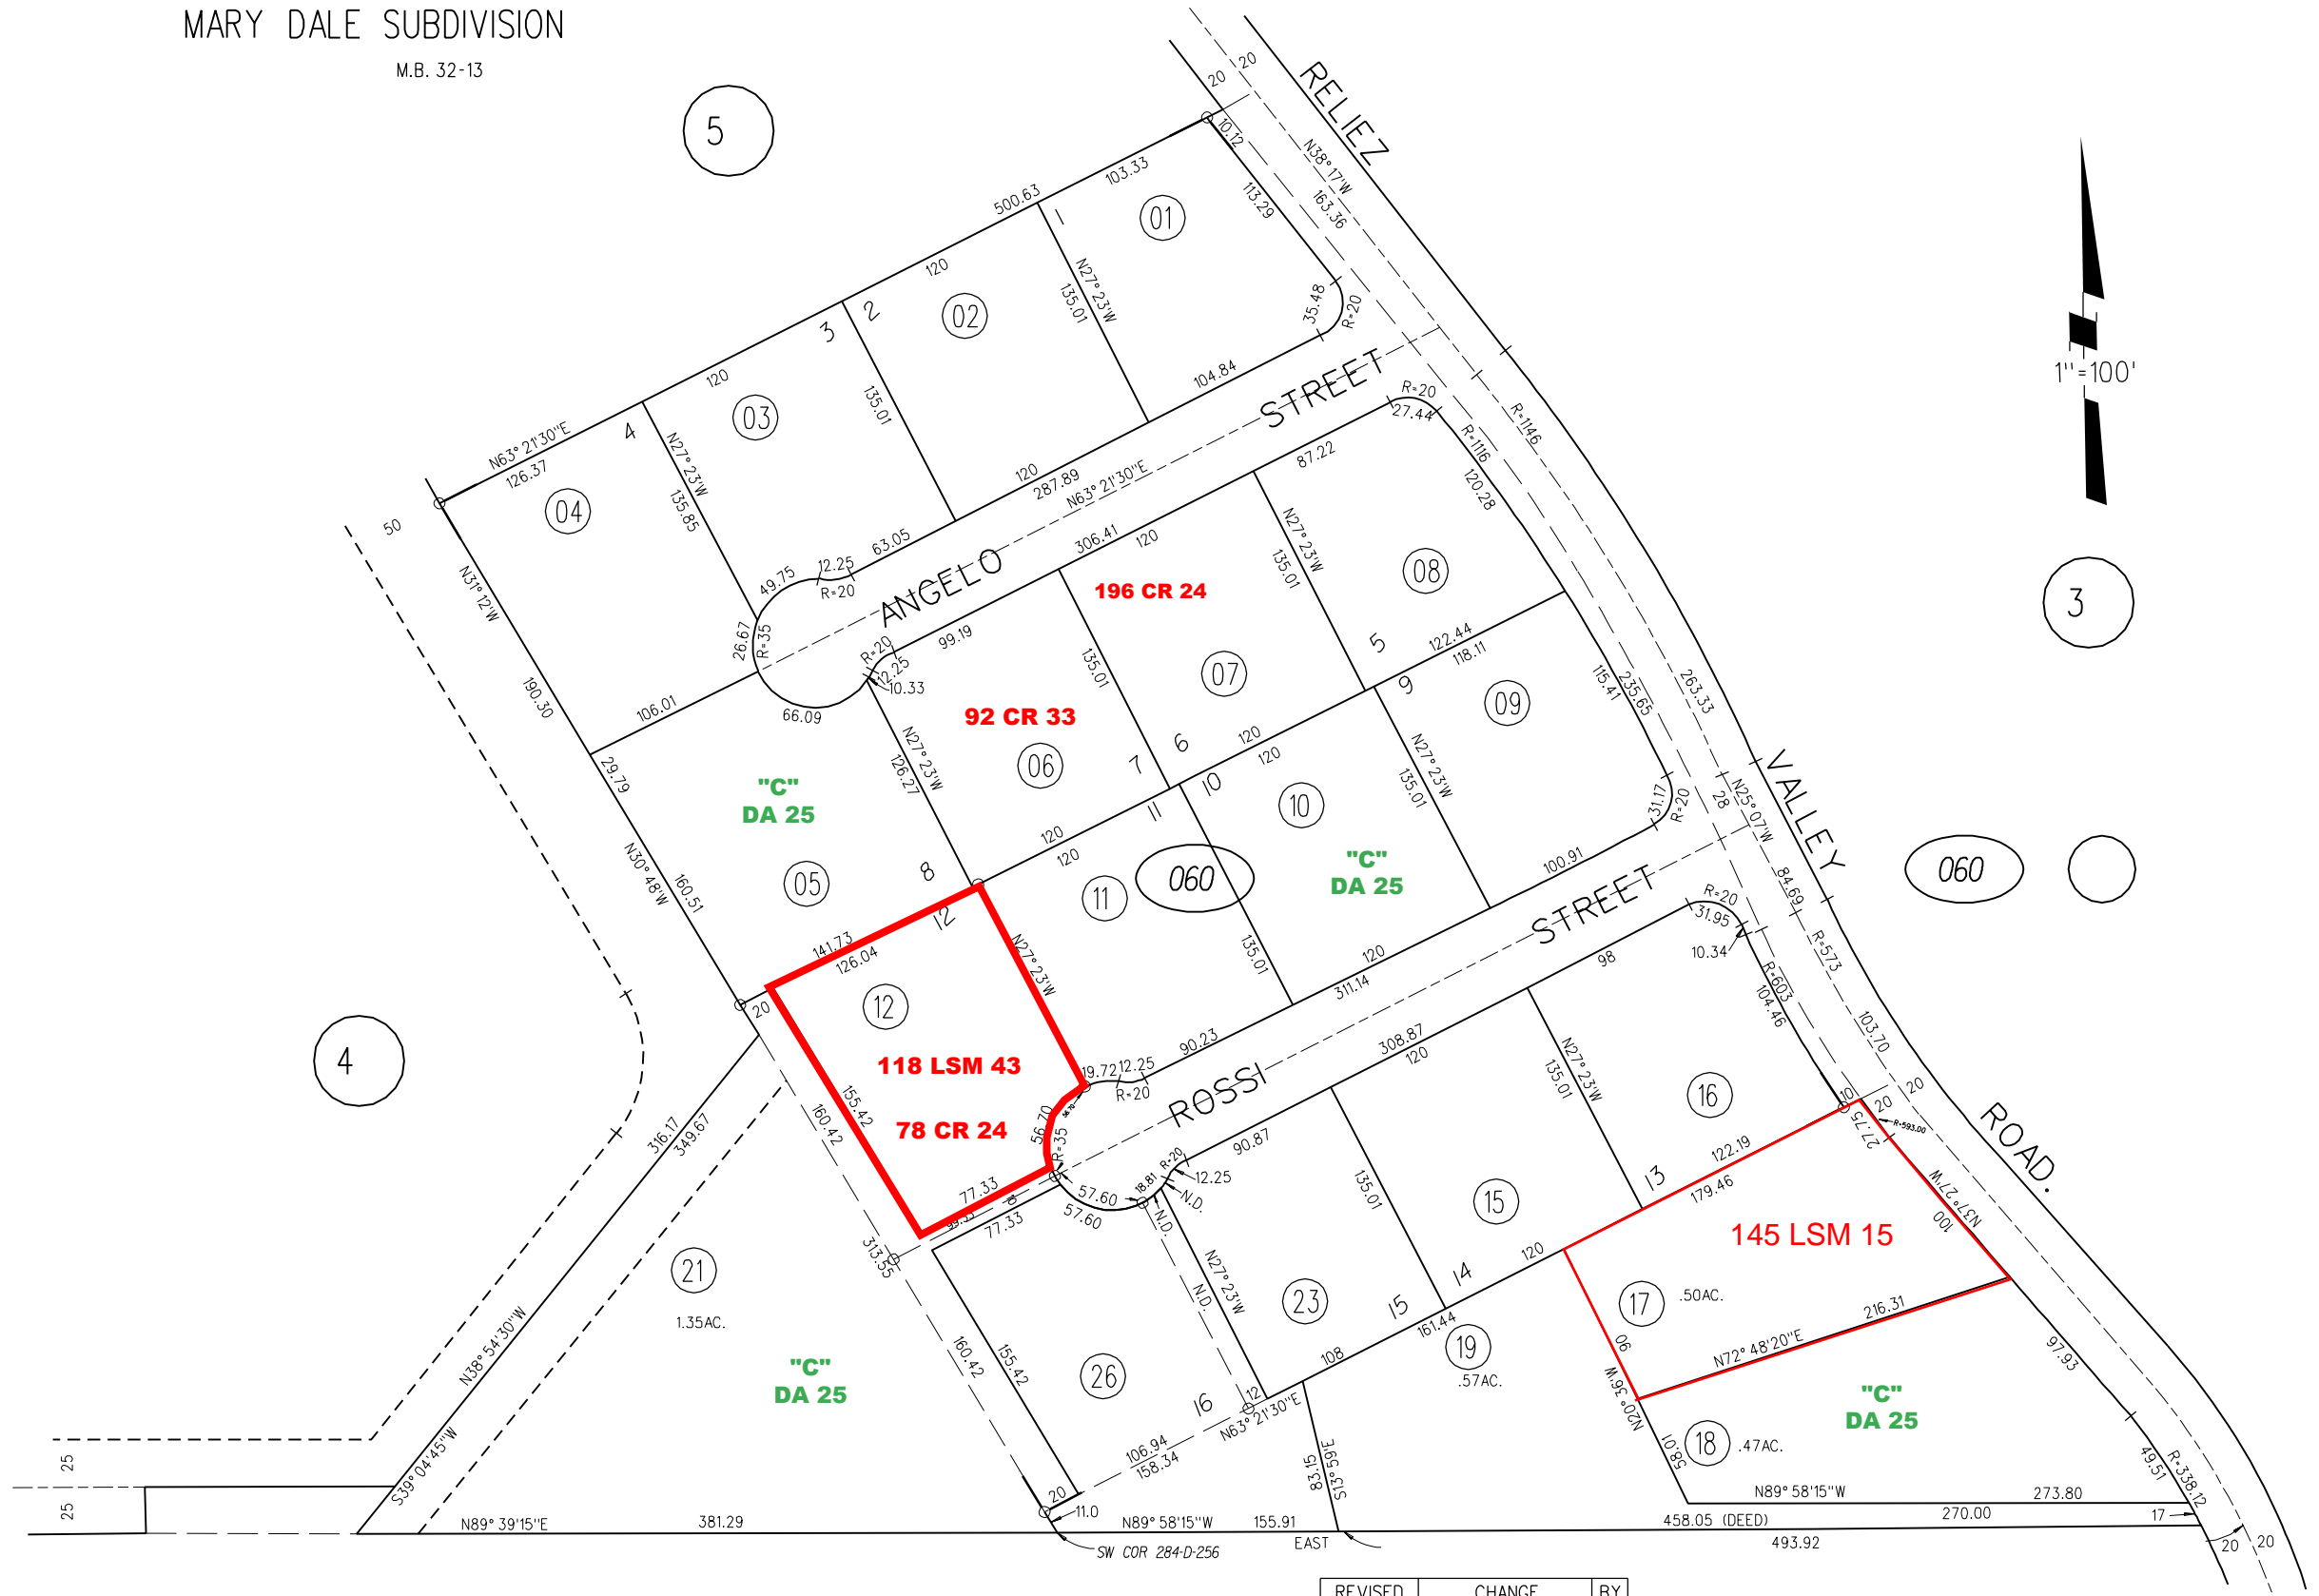 MARY DALE SUBDIVISION
M.B. 32-13
5
RELIEZ
20
20
10.12
N38°17'W
163.36
103.33
113.29
500.63
1
01
N27°23'W
135.01
35.48
R=20
120
02
2
3
135.01
104.84
STREET
R=20
27.44
1"=100'
120
03
4
N27°23'W
135.85
120
287.89
N63°21'30"E
87.22
R=1146
R=1116
120.28
N63°21'30"E
126.37
04
50
63.05
12.25
R=20
49.75
306.41
120
N27°23'W
135.01
08
3
ANGELO
196 CR 24
N31°12'W
26.67
R=35
R=20
12.25
10.33
99.19
135.01
07
5
122.44
118.11
9
115.41
235.65
263.33
190.30
106.01
66.09
92 CR 33
06
6
7
09
29.79
N27°23'W
126.27
120
120
10
11
N27°23'W
135.01
31.17
R=20
28
N25°07'W
VALLEY
"C"
DA 25
10
N30°48'W
160.51
05
8
120
120
060
"C"
DA 25
100.91
84.69
060
11
12
141.73
126.04
N27°23'W
135.01
120
311.14
STREET
R=20
31.95
10.34
R=573
98
20
12
R=603
104.46
103.70
118 LSM 43
155.42
160.42
4
19.72
12.25
R=20
90.23
308.87
120
N27°23'W
135.01
16
78 CR 24
56.70
56.70
R=35
ROSSI
10
20
20
27.75
R=593.00
ROAD.
316.17
349.67
77.33
10
99.33
77.33
57.60
57.60
18.81
R=20
12.25
N.D.
N.D.
90.87
135.01
15
13
122.19
179.46
N37°27'W
100
145 LSM 15
21
1.35AC.
313.55
N27°23'W
N.D.
23
14
120
17
.50AC.
216.31
N72°48'20"E
N38°54'30"W
160.42
155.42
26
15
161.44
19
.57AC.
90
N20°36'W
97.93
"C"
DA 25
16
12
108
N63°21'30"E
"C"
DA 25
18
.47AC.
58.01
106.94
158.34
S13°59'E
83.15
49.51
R=338.12
25
25
S39°04'45"W
20
11.0
N89°58'15"W
273.80
N89°39'15"E
381.29
N89°58'15"W
155.91
458.05 (DEED)
270.00
17
SW COR 284-D-256
EAST
493.92
20
20
REVISED
CHANGE
BY